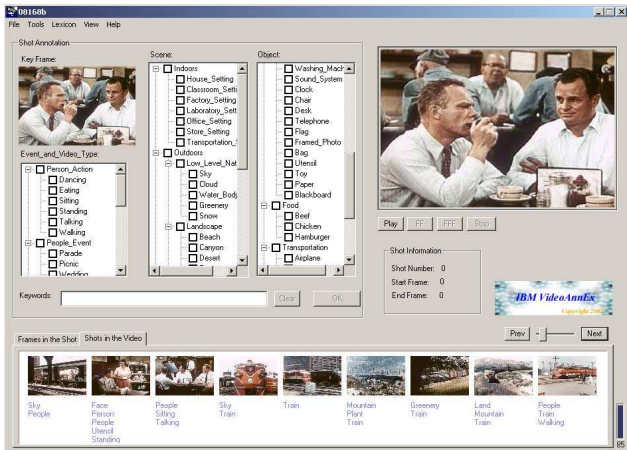 08168b
File Tools Lexicon View Help
Shot Annotation
Key Frame:
Event_and_Video_Type:
Person_Action
Dancing
Eating
Sitting
Standing
Talking
Walking
People_Event
Parade
Picnic
Wedding
Scene:
Indoors
House_Setting
Classroom_Setti
Factory_Setting
Laboratory_Sett
Office_Setting
Store_Setting
Transportation_S
Outdoors
Low_Level_Nat
Sky
Cloud
Water_Body
Greenery
Snow
Landscape
Beach
Canyon
Desert
Object:
Washing_Mach
Sound_System
Clock
Chair
Desk
Telephone
Flag
Framed_Photo
Bag
Utensil
Toy
Paper
Blackboard
Food
Beef
Chicken
Hamburger
Transportation
Airplane
Keywords:
Clear
OK
Play FF FFF Stop
Shot Information
Shot Number: 0
Start Frame: 0
End Frame: 0
IBM VideoAnnEx
Copyright 2002
Prev Next
Frames in the Shot Shots in the Video
Sky
People
Face
Person
People
Utensil
Standing
People
Sitting
Talking
Sky
Train
Train
Mountain
Plant
Train
Greenery
Train
Land
Mountain
Train
People
Train
Walking
85